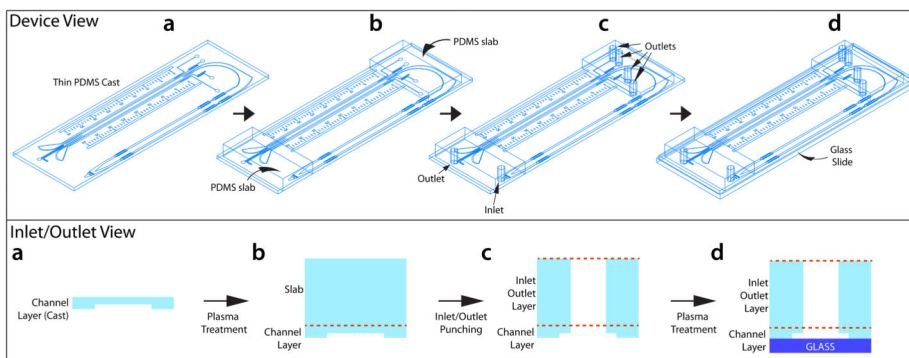 Device View
a
b
c
d
Thin PDMS Cast
PDMS slab
PDMS slab
Outlets
Outlet
Inlet
Glass
Slide
Inlet/Outlet View
a
b
c
d
Channel
Layer (Cast)
Plasma
Treatment
Slab
Channel
Layer
Inlet/Outlet
Punching
Inlet
Outlet
Layer
Channel
Layer
Plasma
Treatment
Inlet
Outlet
Layer
Channel
Layer
GLASS